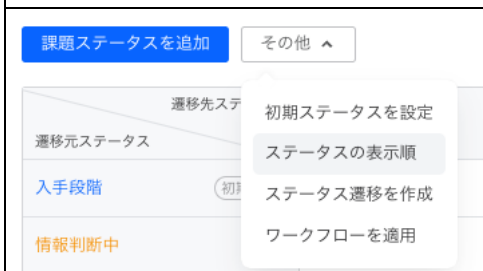 課題ステータスを追加
その他
遷移先ステ
初期ステータスを設定
遷移元ステータス
ステータスの表示順
入手段階
ステータス遷移を作成
情報判断中
ワークフローを適用